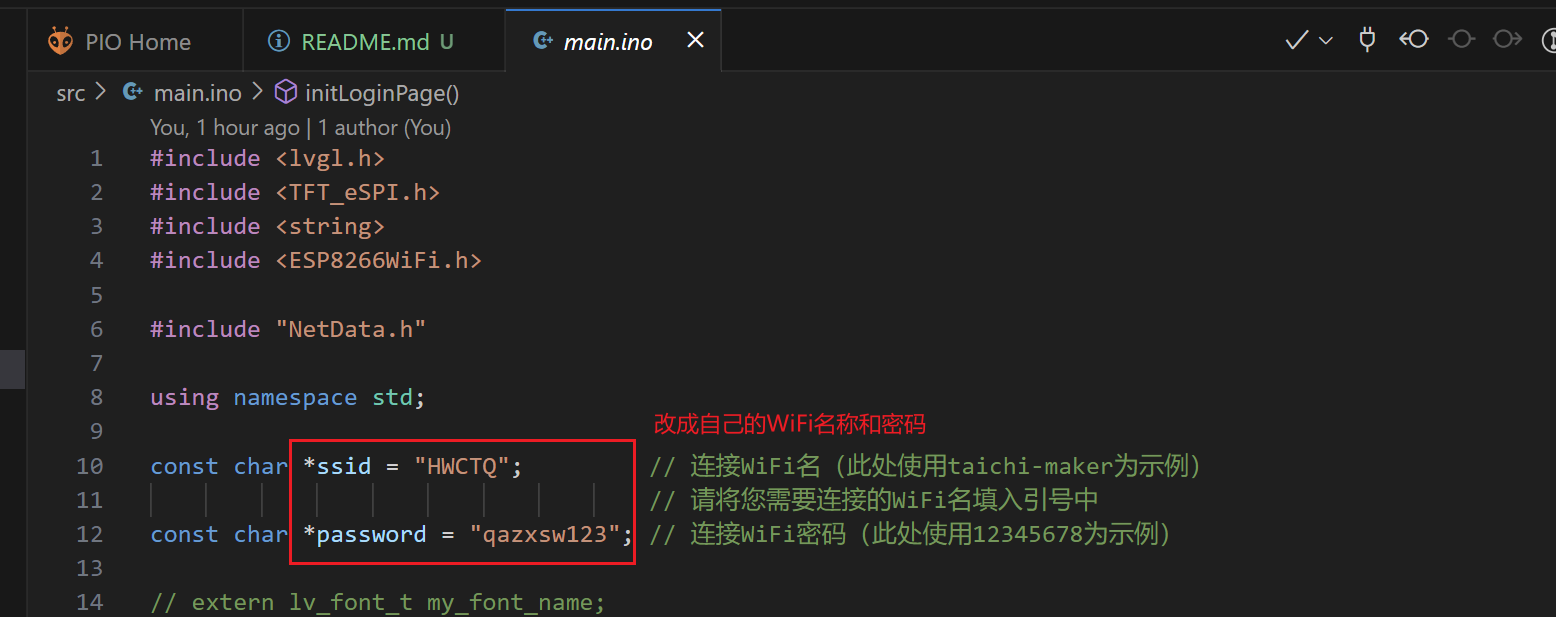 PIO Home README.md U main.ino
src > main.ino > initLoginPage()
You, 1 hour ago | 1 author (You)
1 #include <lvgl.h>
2 #include <TFT_eSPI.h>
3 #include <string>
4 #include <ESP8266WiFi.h>
5
6 #include "NetData.h"
7
8 using namespace std;
改成自己的WiFi名称和密码
9
10 const char *ssid = "HWCTQ"; // 连接WiFi名（此处使用taichi-maker为示例）
11 // 请将您需要连接的WiFi名填入引号中
12 const char *password = "qazxsw123"; // 连接WiFi密码（此处使用12345678为示例）
13
14 // extern lv_font_t my_font_name;